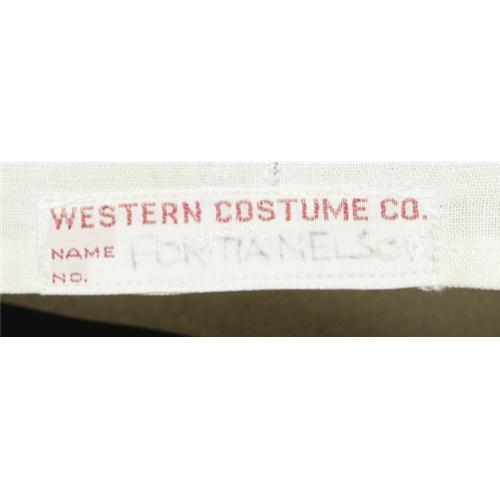 WESTERN COSTUME CO.
NAME PORTIA NELSON
NO.